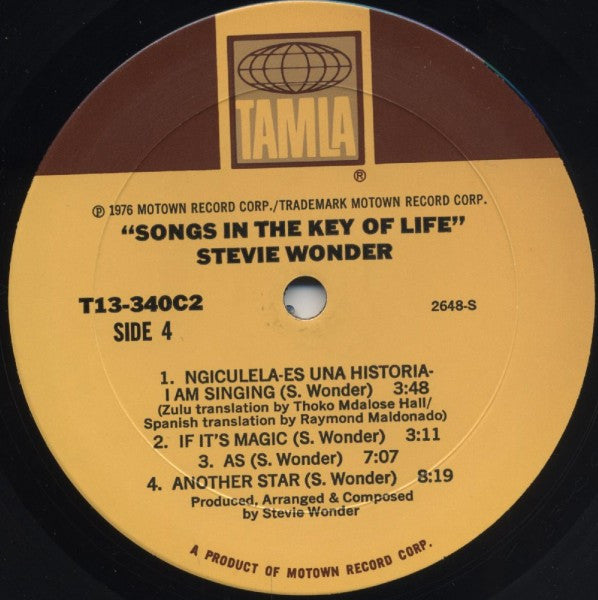 TAMLA
®
℗ 1976 MOTOWN RECORD CORP./TRADEMARK MOTOWN RECORD CORP.
“SONGS IN THE KEY OF LIFE”
STEVIE WONDER
T13-340C2
2648-S
SIDE 4
1. NGICULELA-ES UNA HISTORIA-
I AM SINGING (S. Wonder) 3:48
(Zulu translation by Thoko Mdalose Hall/
Spanish translation by Raymond Maldonado)
2. IF IT'S MAGIC (S. Wonder) 3:11
3. AS (S. Wonder) 7:07
4. ANOTHER STAR (S. Wonder) 8:19
Produced, Arranged & Composed
by Stevie Wonder
A PRODUCT OF MOTOWN RECORD CORP.